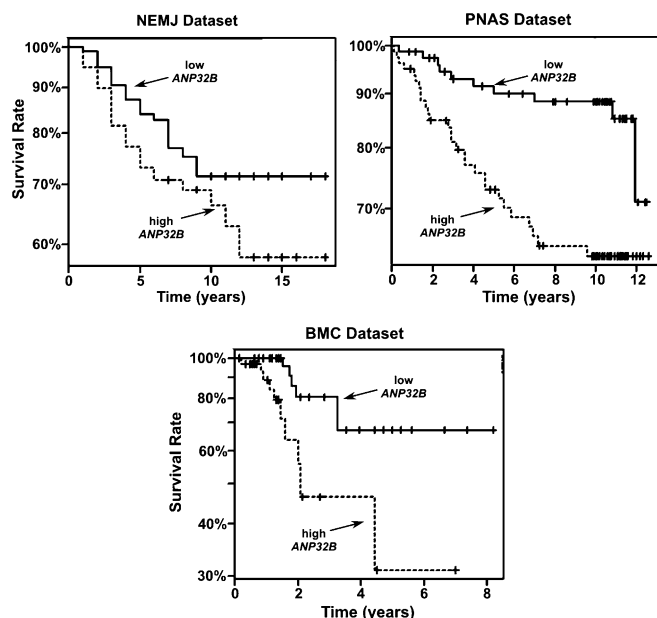 NEMJ Dataset
100%
90%
80%
70%
60%
Survival Rate
low
ANP32B
high
ANP32B
0
5
10
15
Time (years)
PNAS Dataset
100%
90%
80%
70%
low
ANP32B
high
ANP32B
0
2
4
6
8
10
12
Time (years)
BMC Dataset
100%
80%
60%
40%
30%
Survival Rate
low
ANP32B
high
ANP32B
0
2
4
6
8
Time (years)